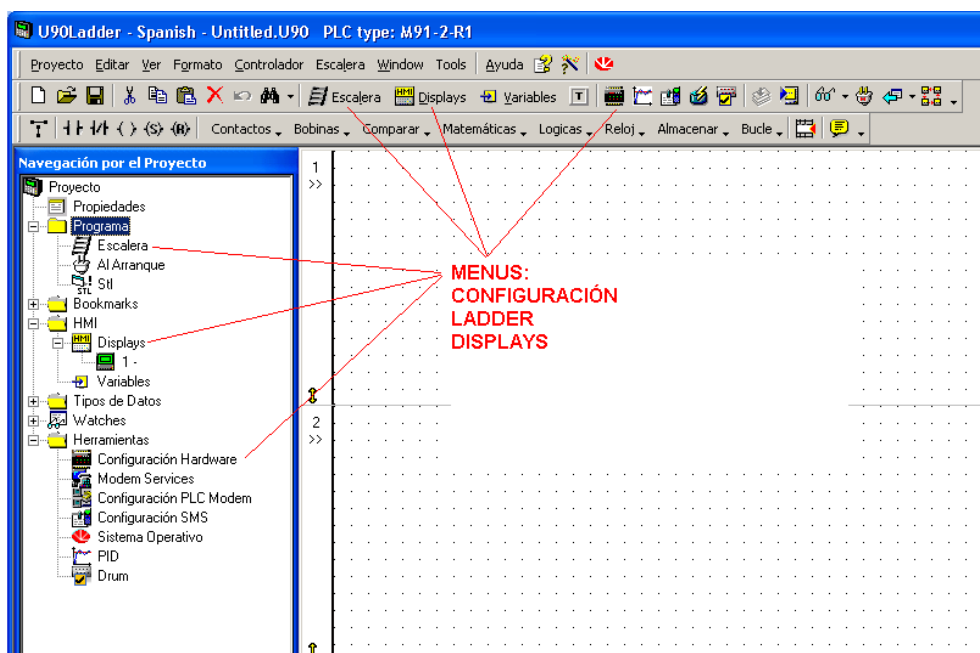 U90Ladder - Spanish - Untitled.U90 PLC type: M91-2-R1
Proyecto Editar Ver Formato Controlador Escalera Window Tools Ayuda
Escalera Displays Variables T
T (S) (R) Contactos Bobinas Comparar Matemáticas Logicas Reloj Almacenar Bucle
Navegación por el Proyecto
Proyecto
Propiedades
Programa
Escalera
Al Arranque
Stl
Bookmarks
HMI
Displays
1 -
Variables
Tipos de Datos
Watches
Herramientas
Configuración Hardware
Modem Services
Configuración PLC Modem
Configuración SMS
Sistema Operativo
PID
Drum
1
>>
2
>>
MENUS:
CONFIGURACIÓN
LADDER
DISPLAYS